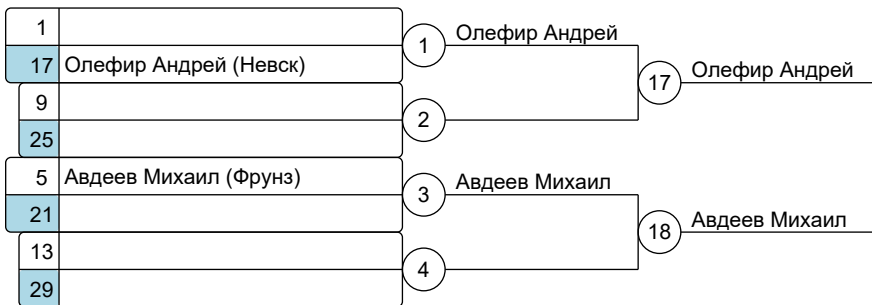 1
17 Олефир Андрей (Невск)
9
25
5 Авдеев Михаил (Фрунз)
21
13
29
1 Олефир Андрей
2
3 Авдеев Михаил
4
17 Олефир Андрей
18 Авдеев Михаил